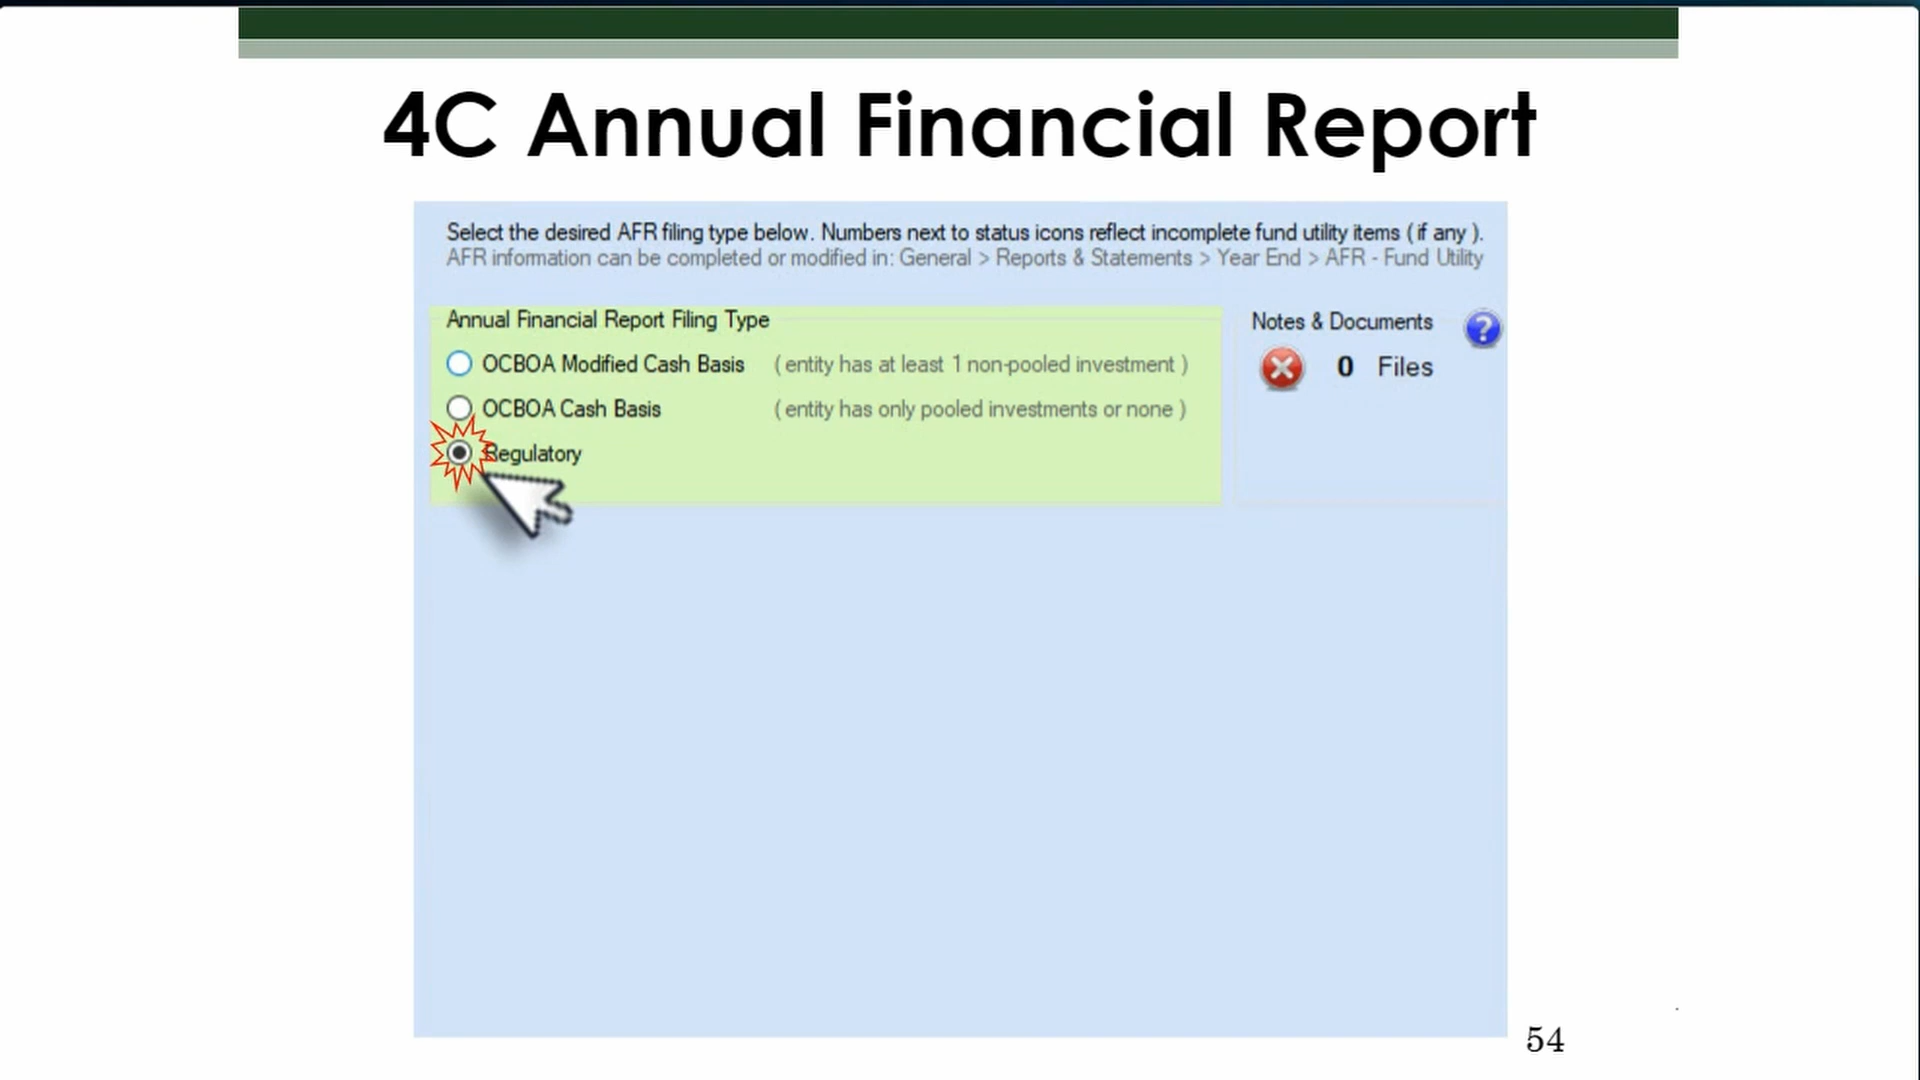 4C Annual Financial Report
Select the desired AFR filing type below. Numbers next to status icons reflect incomplete fund utility items ( if any ).
AFR information can be completed or modified in: General > Reports & Statements > Year End > AFR - Fund Utility
Annual Financial Report Filing Type
OCBOA Modified Cash Basis ( entity has at least 1 non-pooled investment )
OCBOA Cash Basis ( entity has only pooled investments or none )
Regulatory
Notes & Documents ?
0 Files
54